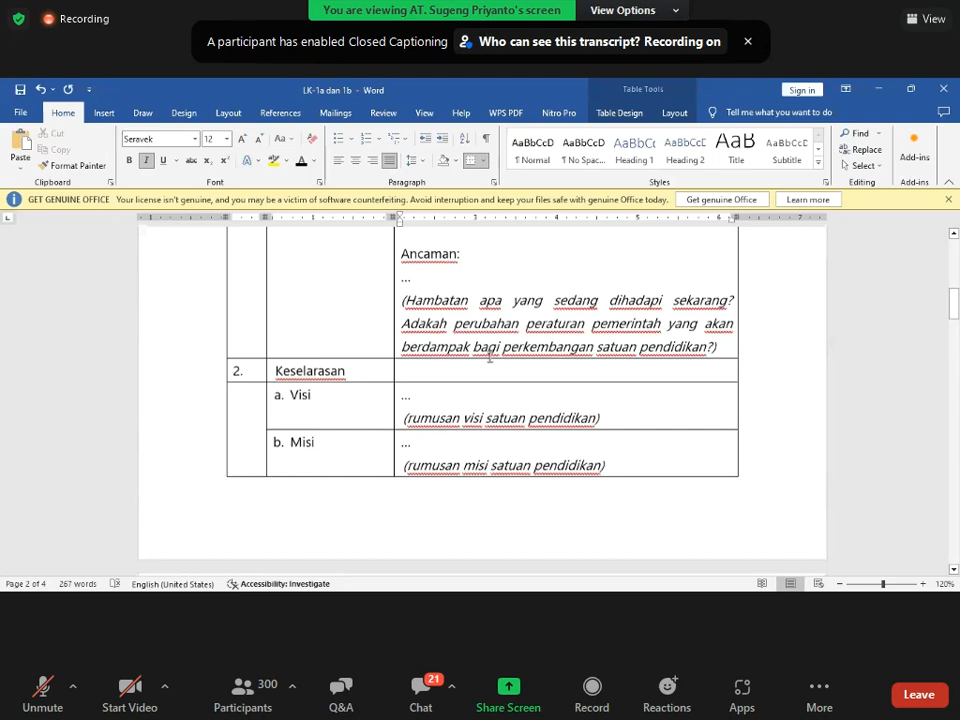 Recording
You are viewing AT. Sugeng Priyanto's screen
View Options
View
A participant has enabled Closed Captioning
Who can see this transcript? Recording on
LK-1a dan 1b - Word
Table Tools
Sign in
File Home Insert Draw Design Layout References Mailings Review View Help WPS PDF Nitro Pro Table Design Layout Tell me what you want to do
Paste
Cut
Copy
Format Painter
Seravek 12
AaBbCcC AaBbCcC AaBbCc AaBbCcC AaB AaBbCcC
¶ Normal ¶ No Spac... Heading 1 Heading 2 Title Subtitle
Find
Replace
Select
Add-ins
Clipboard Font Paragraph Styles Editing Add-ins
GET GENUINE OFFICE Your license isn't genuine, and you may be a victim of software counterfeiting. Avoid interruption and keep your files safe with genuine Office today. Get genuine Office Learn more
Ancaman:
...
(Hambatan apa yang sedang dihadapi sekarang?
Adakah perubahan peraturan pemerintah yang akan
berdampak bagi perkembangan satuan pendidikan?)
2. Keselarasan
a. Visi ...
(rumusan visi satuan pendidikan)
b. Misi ...
(rumusan misi satuan pendidikan)
Page 2 of 4 267 words English (United States) Accessibility: Investigate 120%
300
21
Unmute Start Video Participants Q&A Chat Share Screen Record Reactions Apps More Leave